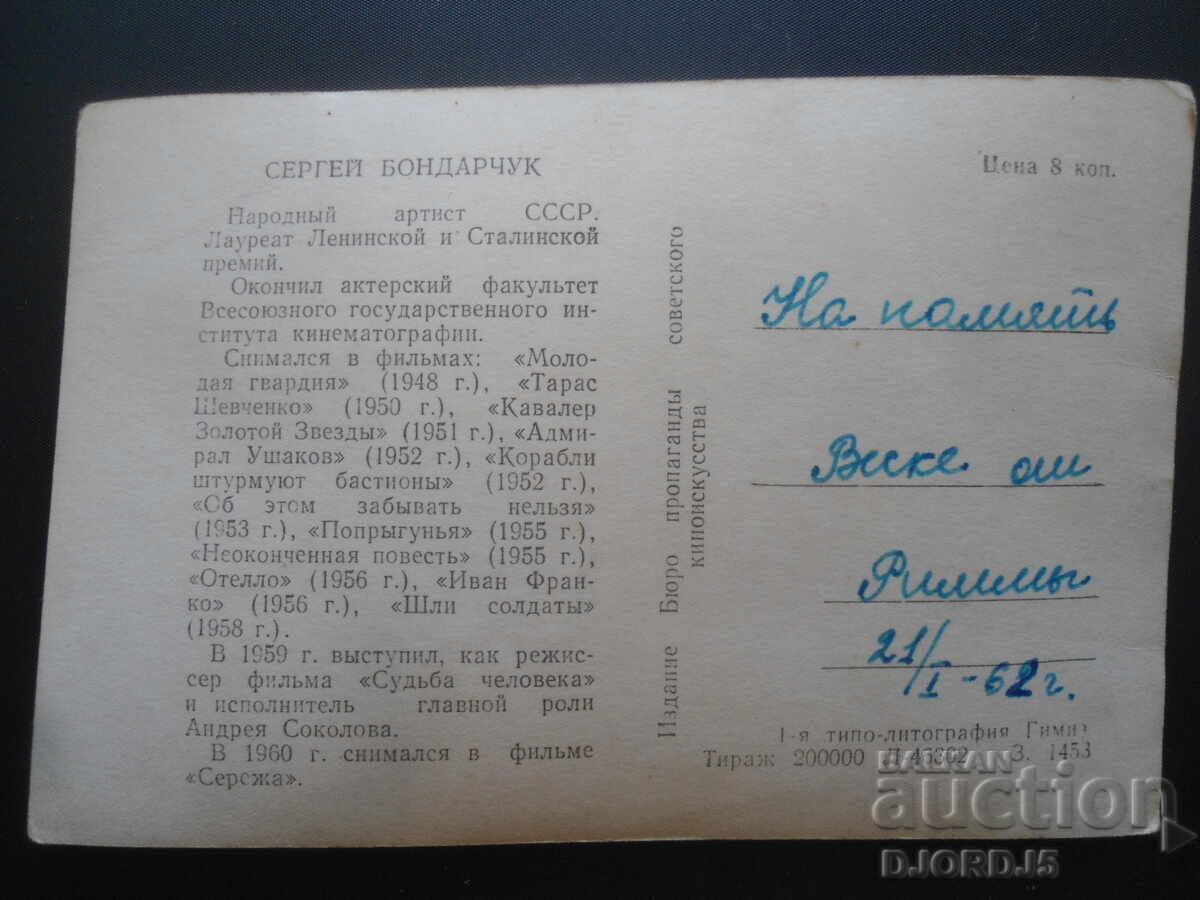 СЕРГЕЙ БОНДАРЧУК
Народный артист СССР.
Лауреат Ленинской и Сталинской
премий.
Окончил актерский факультет
Всесоюзного государственного ин-
ститута кинематографии.
Снимался в фильмах: «Моло-
дая гвардия» (1948 г.), «Тарас
Шевченко» (1950 г.), «Кавалер
Золотой Звезды» (1951 г.), «Адми-
рал Ушаков» (1952 г.), «Корабли
штурмуют бастионы» (1952 г.),
«Об этом забывать нельзя»
(1953 г.), «Попрыгунья» (1955 г.),
«Неоконченная повесть» (1955 г.),
«Отелло» (1956 г.), «Иван Фран-
ко» (1956 г.), «Шли солдаты»
(1958 г.).
В 1959 г. выступил, как режис-
сер фильма «Судьба человека»
и исполнитель главной роли
Андрея Соколова.
В 1960 г. снимался в фильме
«Сережа».
Издание Бюро пропаганды советского
киноискусства
Цена 8 коп.
На память
от
Риммы
21/I-62г.
1-я типо-литография Гимиз
Тираж 200000 Л-46302 З. 1453
BALKAN
auction
DJORDJ5